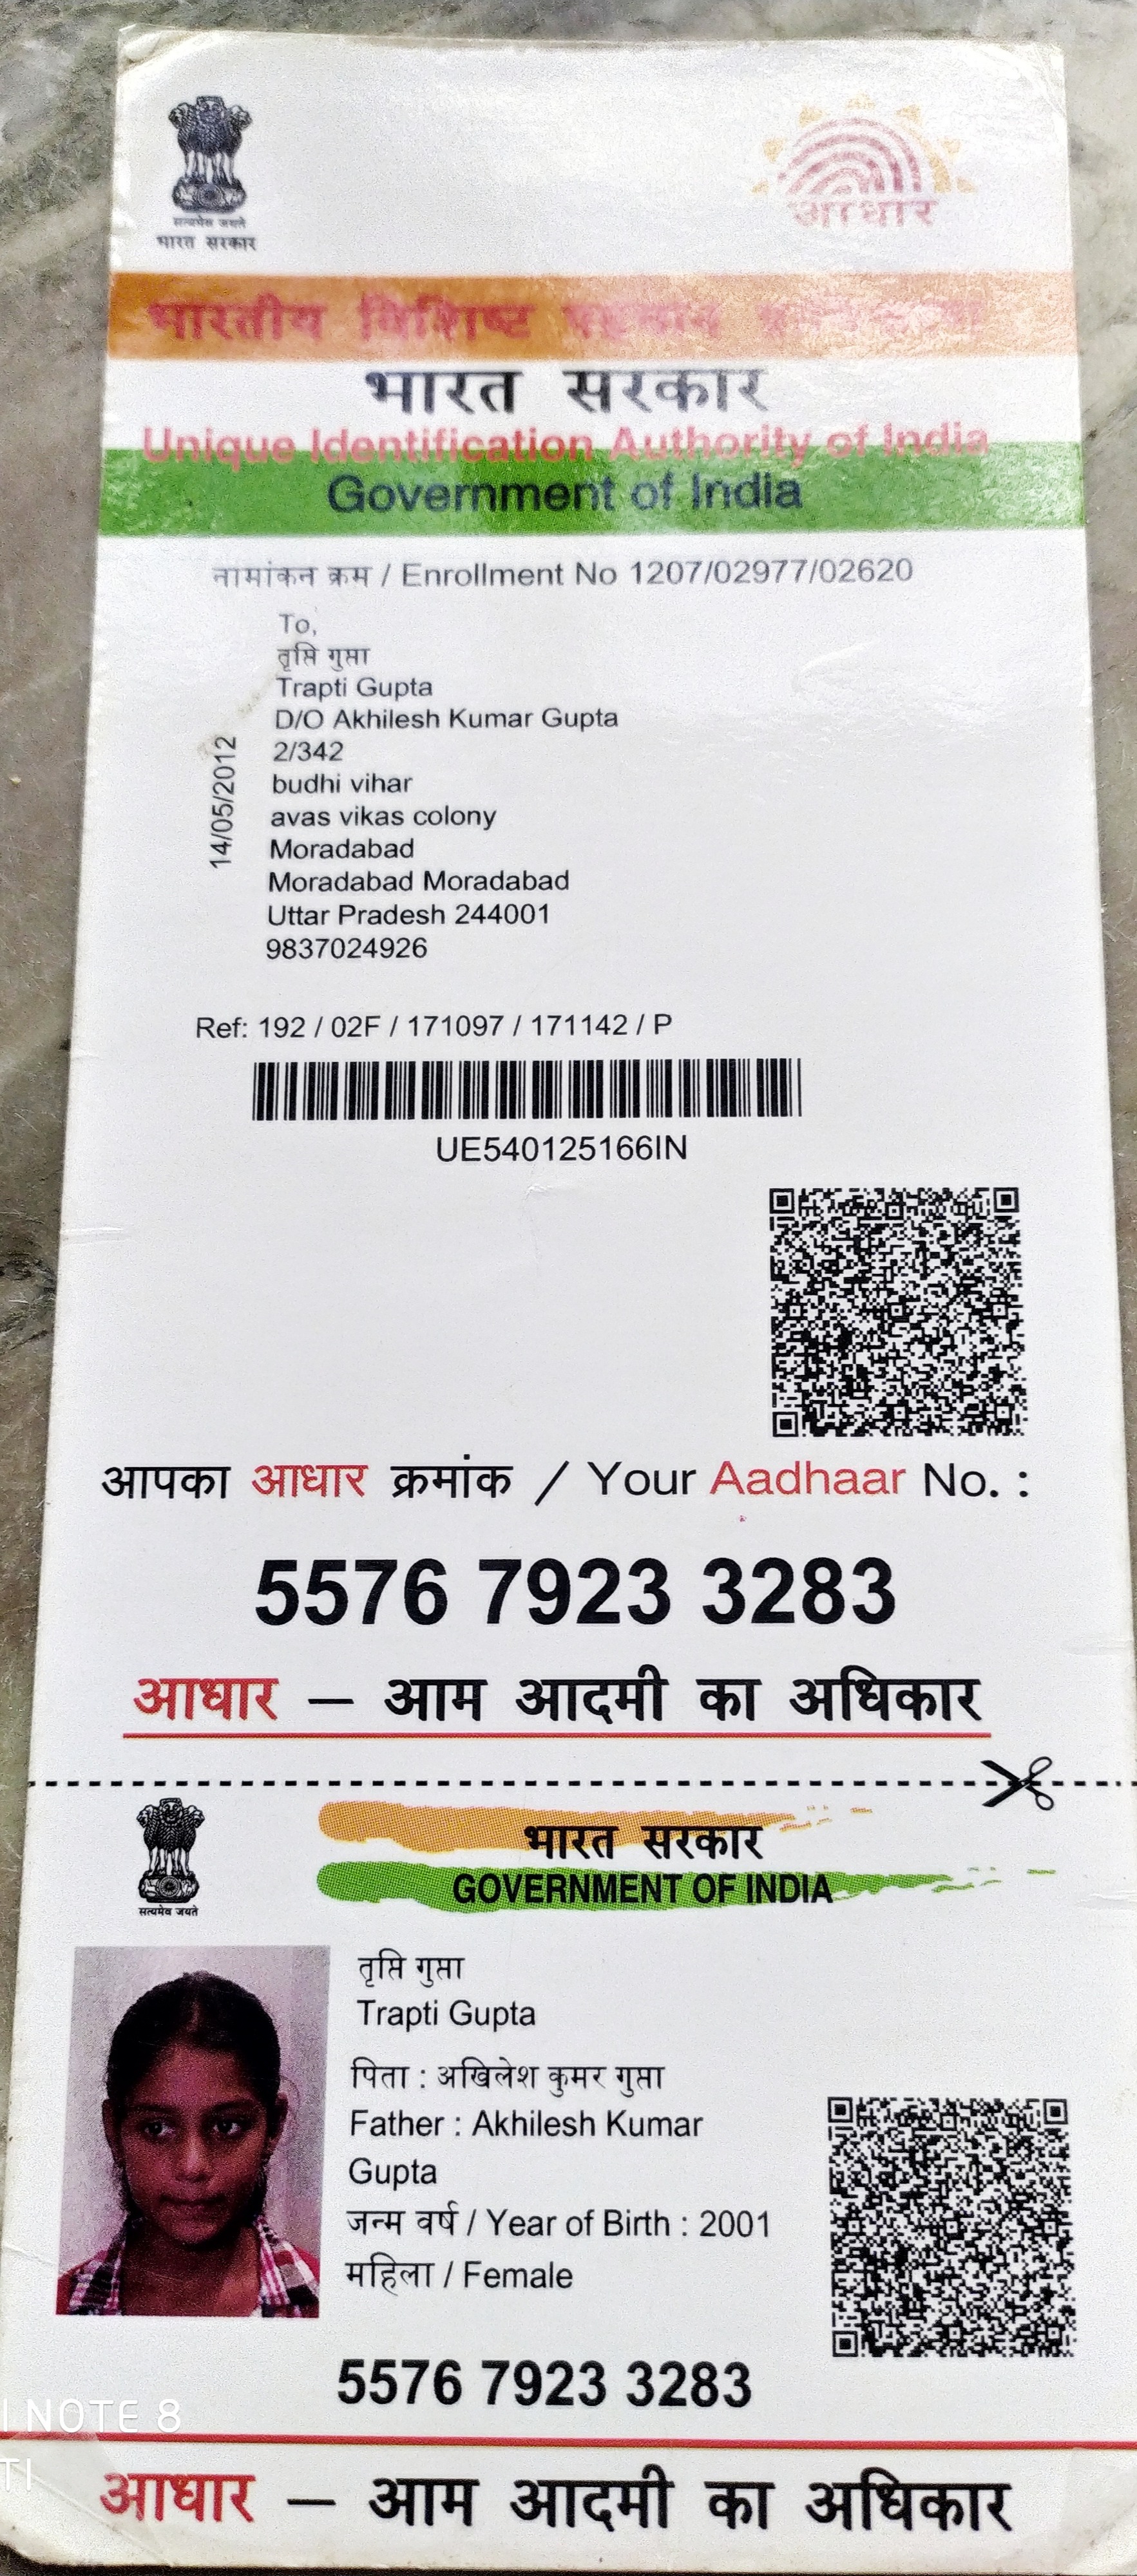 सत्यमेव जयते
भारत सरकार
आधार
भारतीय विशिष्ट पहचान
भारत सरकार
Unique Identification Authority of India
Government of India
नामांकन क्रम / Enrollment No 1207/02977/02620
To,
तृप्ति गुप्ता
Trapti Gupta
D/O Akhilesh Kumar Gupta
2/342
budhi vihar
avas vikas colony
Moradabad
Moradabad Moradabad
Uttar Pradesh 244001
9837024926
14/05/2012
Ref: 192 / 02F / 171097 / 171142 / P
UE540125166IN
आपका आधार क्रमांक / Your Aadhaar No. :
5576 7923 3283
आधार — आम आदमी का अधिकार
सत्यमेव जयते
भारत सरकार
GOVERNMENT OF INDIA
तृप्ति गुप्ता
Trapti Gupta
पिता : अखिलेश कुमर गुप्ता
Father : Akhilesh Kumar
Gupta
जन्म वर्ष / Year of Birth : 2001
महिला / Female
5576 7923 3283
I NOTE 8
TI
आधार — आम आदमी का अधिकार